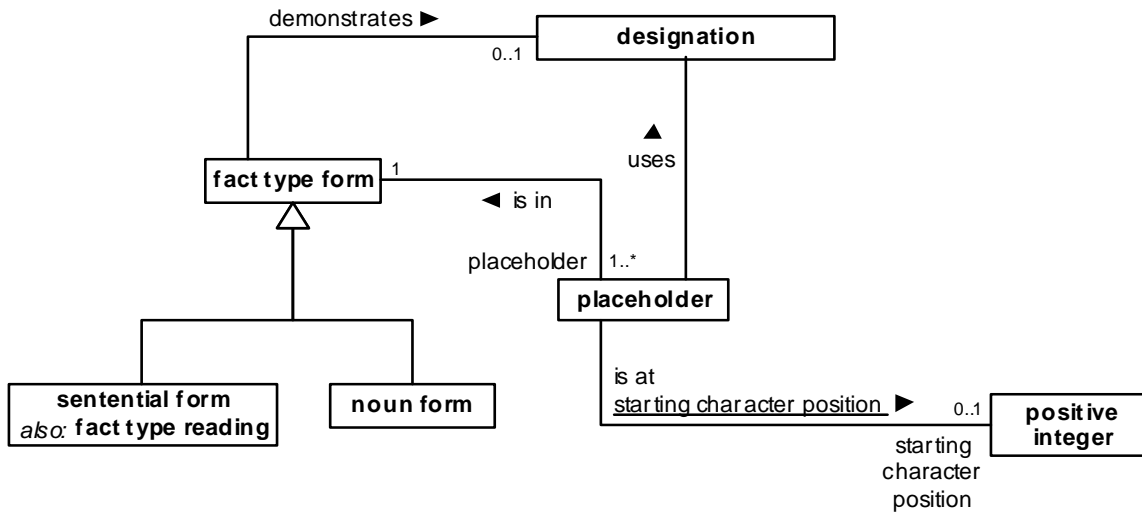 demonstrates ►
designation
0..1
▲
uses
fact type form
1
◄ is in
placeholder
1..*
placeholder
sentential form
also: fact type reading
noun form
is at
starting character position ►
0..1
positive
integer
starting
character
position